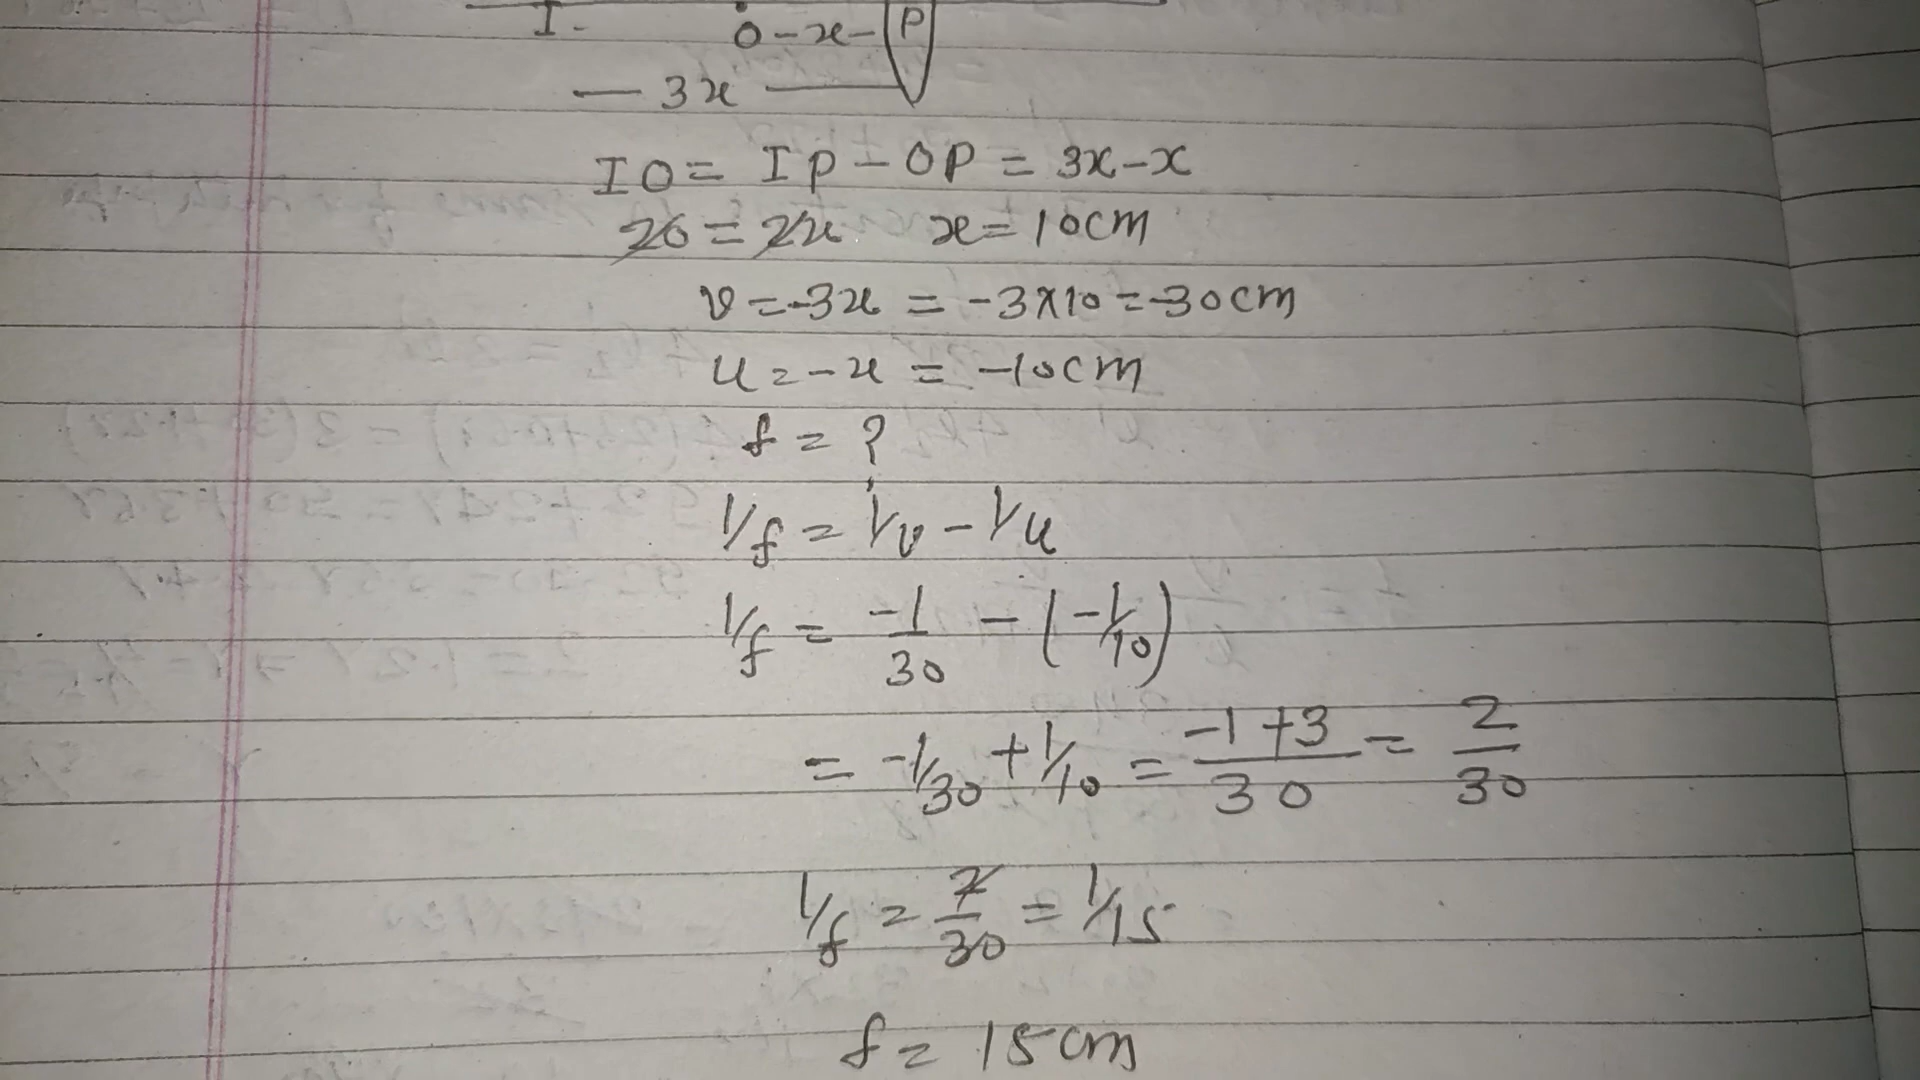 I. O-x- P
— 3x —
IO = IP - OP = 3x-x
20 = 2x x = 10cm
v = -3x = -3×10 = -30cm
u = -x = -10cm
f = ?
1/f = 1/v - 1/u
1/f = -1/30 - (-1/10)
= -1/30 + 1/10 = -1+3/30 = 2/30
1/f = 2/30 = 1/15
f = 15cm